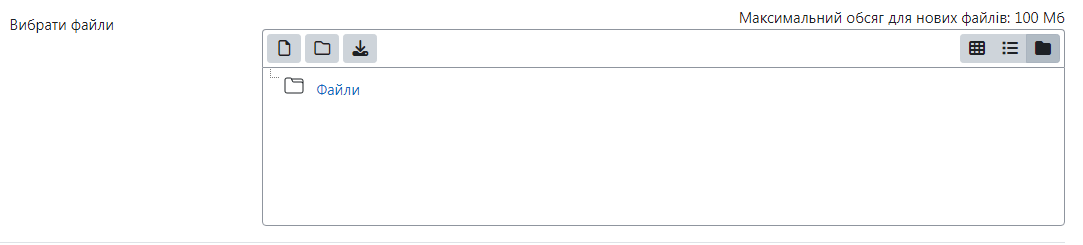 Максимальний обсяг для нових файлів: 100 Мб
Вибрати файли
Файли